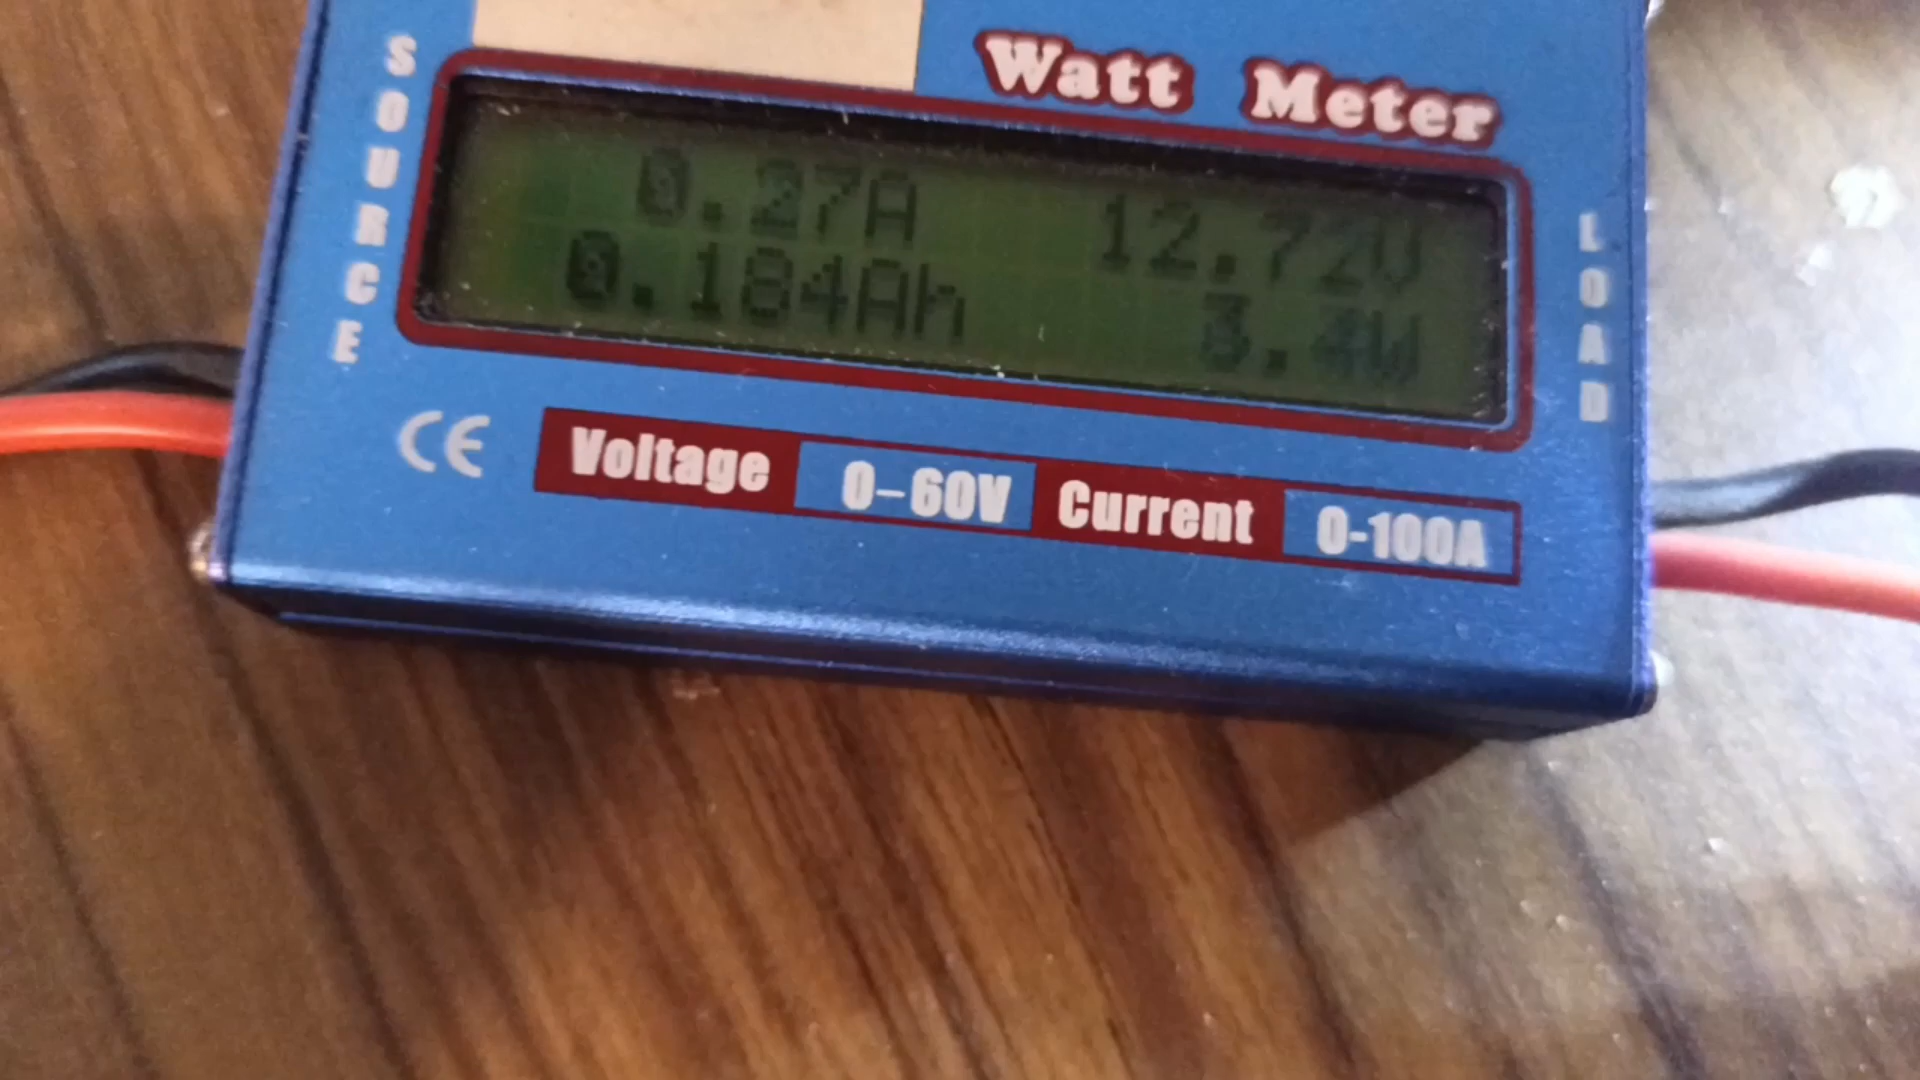 Watt Meter
SOURCE
0.27A 12.72V
0.184Ah 3.4W
LOAD
CE
Voltage 0-60V Current 0-100A